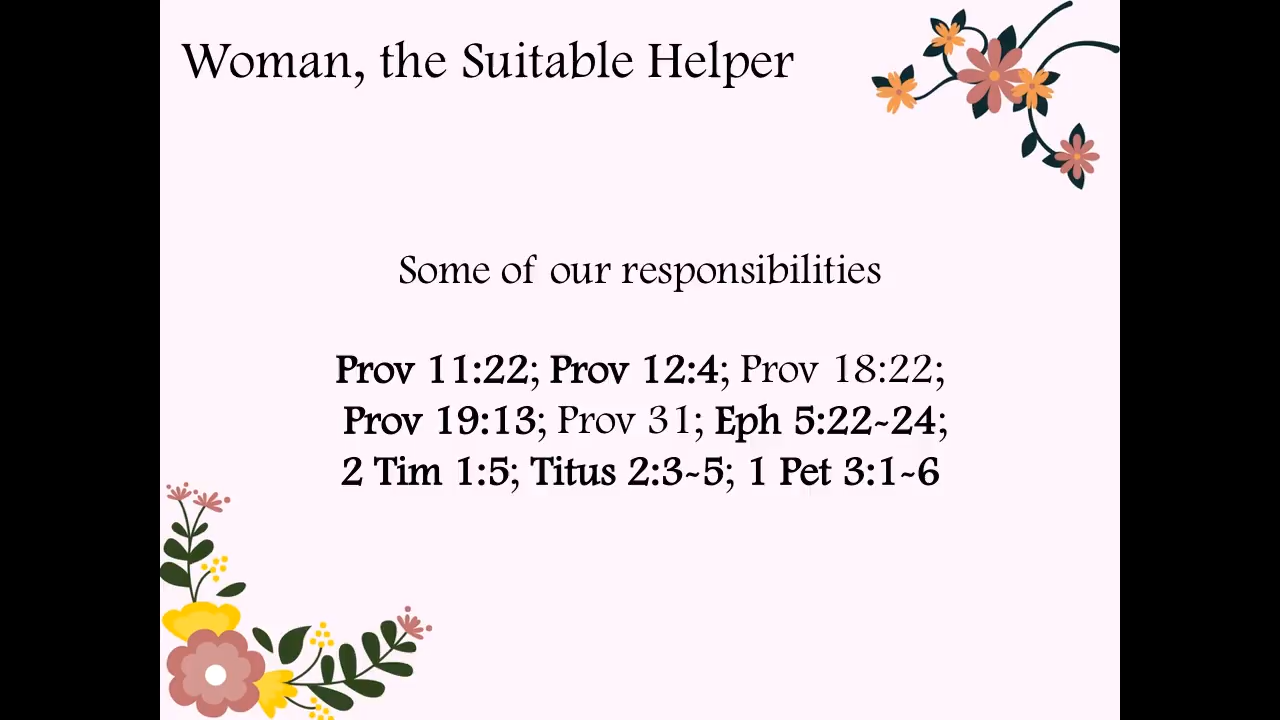 Woman, the Suitable Helper
Some of our responsibilities
Prov 11:22; Prov 12:4; Prov 18:22;
Prov 19:13; Prov 31; Eph 5:22-24;
2 Tim 1:5; Titus 2:3-5; 1 Pet 3:1-6